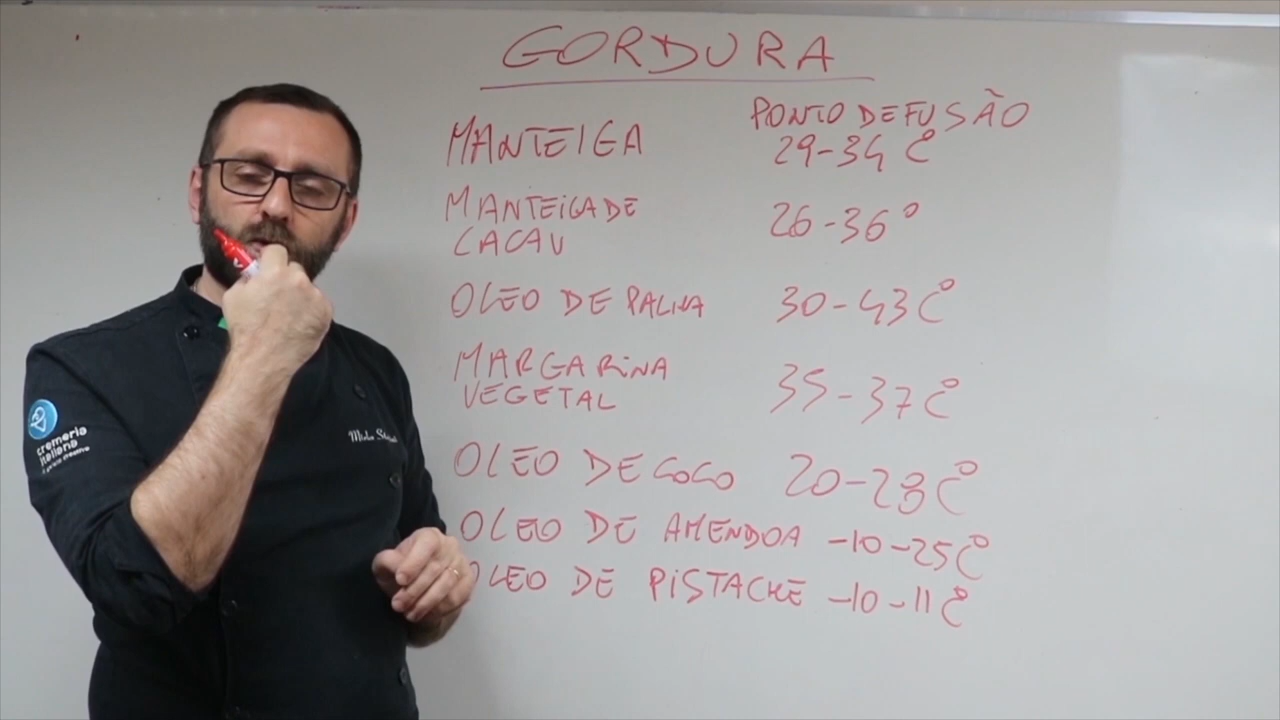 GORDURA
PONTO DE FUSÃO
MANTEIGA 29-34 C°
MANTEIGA DE
CACAU 26-36°
OLEO DE PALMA 30-43 C°
MARGARINA
VEGETAL 35-37 C°
OLEO DE COCO 20-28 C°
OLEO DE AMENDOA -10-25 C°
OLEO DE PISTACHE -10-11 C°
cremeria
italiana